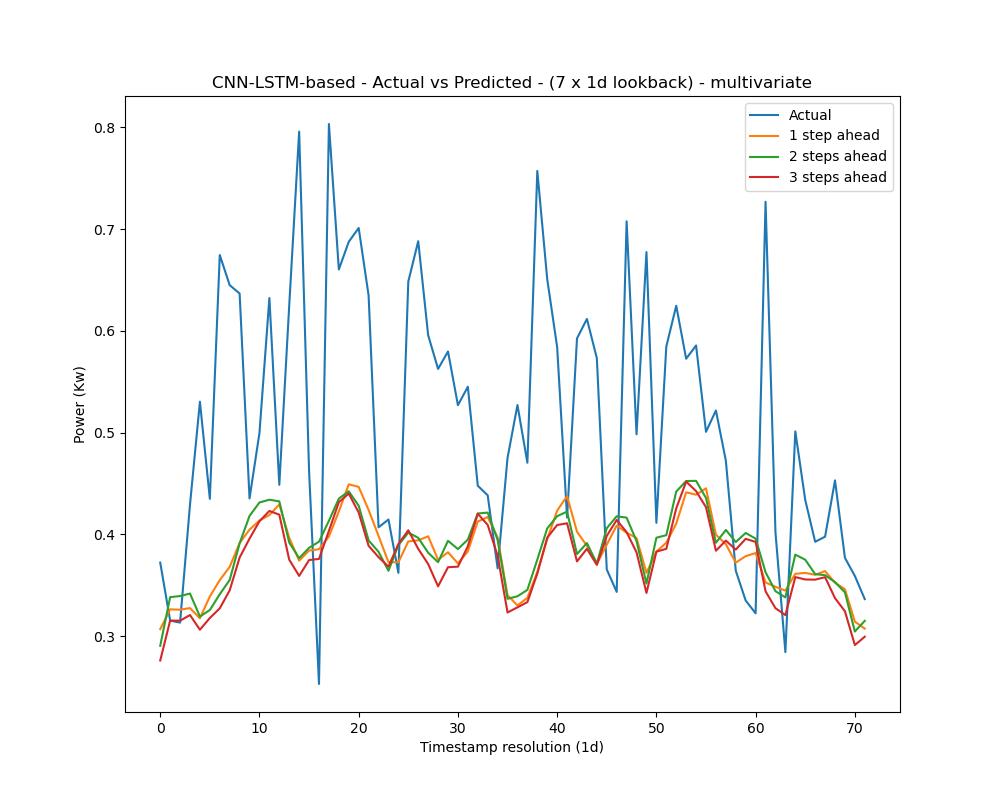 CNN-LSTM-based - Actual vs Predicted - (7 x 1d lookback) - multivariate
Actual
1 step ahead
2 steps ahead
3 steps ahead
0.8
0.7
0.6
0.5
0.4
0.3
Power (Kw)
0 10 20 30 40 50 60 70
Timestamp resolution (1d)